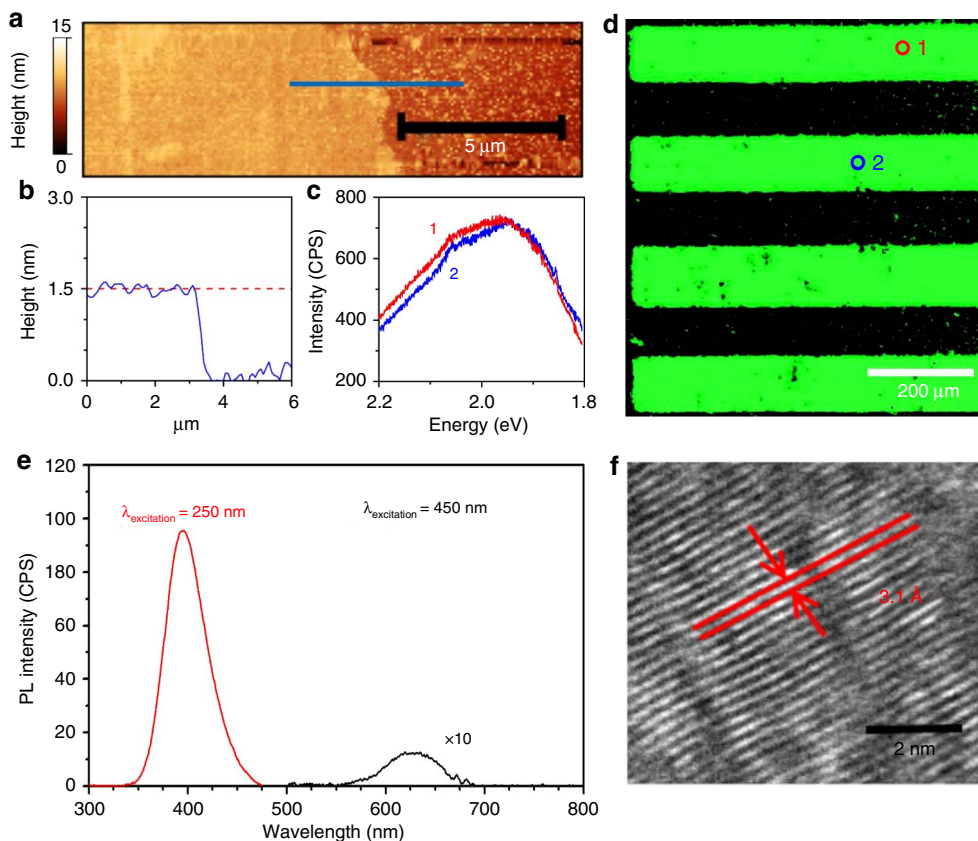 a
15
Height (nm)
0
5 μm
b
3.0
Height (nm)
1.5
0.0
0 2 4 6
μm
c
800
Intensity (CPS)
600
400
200
1
2
2.2 2.0 1.8
Energy (eV)
d
1
2
200 μm
e
120
100
180
60
40
20
0
PL intensity (CPS)
λexcitation = 250 nm
λexcitation = 450 nm
×10
300 400 500 600 700 800
Wavelength (nm)
f
3.1 Å
2 nm